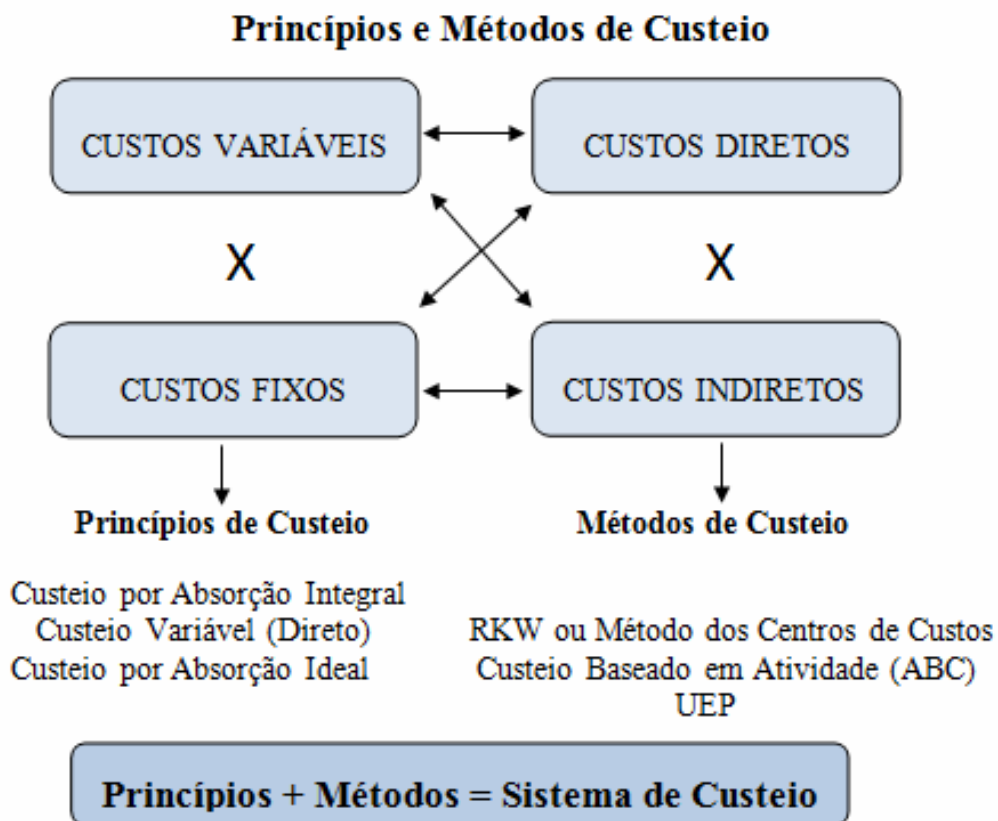 Princípios e Métodos de Custeio
CUSTOS VARIÁVEIS
CUSTOS DIRETOS
X
X
CUSTOS FIXOS
CUSTOS INDIRETOS
Princípios de Custeio
Métodos de Custeio
Custeio por Absorção Integral
Custeio Variável (Direto)
Custeio por Absorção Ideal
RKW ou Método dos Centros de Custos
Custeio Baseado em Atividade (ABC)
UEP
Princípios + Métodos = Sistema de Custeio